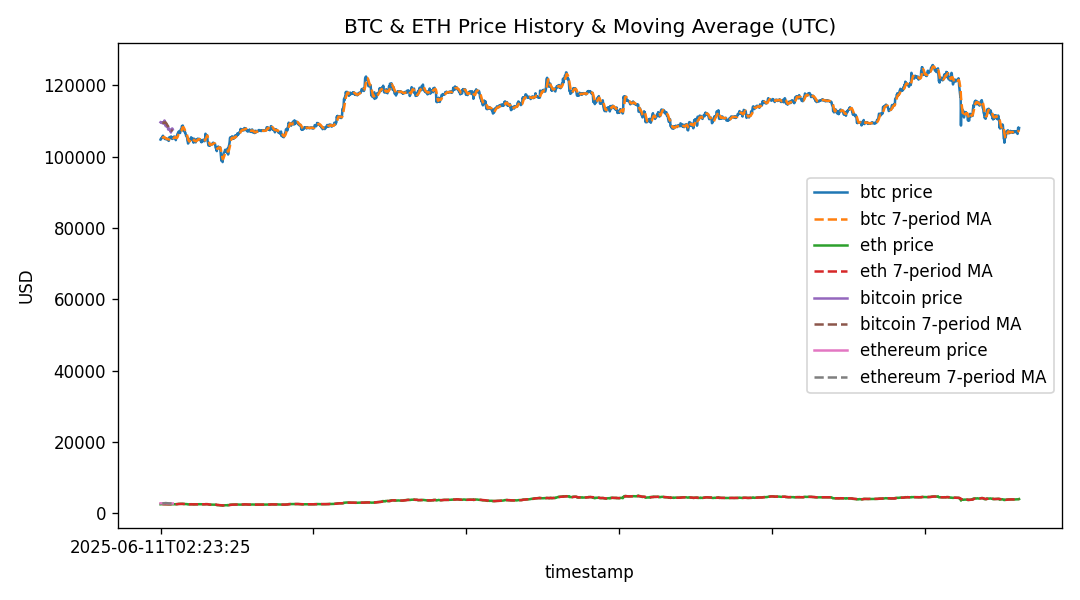 BTC & ETH Price History & Moving Average (UTC)
120000
100000
80000
60000
40000
20000
0
USD
btc price
btc 7-period MA
eth price
eth 7-period MA
bitcoin price
bitcoin 7-period MA
ethereum price
ethereum 7-period MA
2025-06-11T02:23:25
timestamp